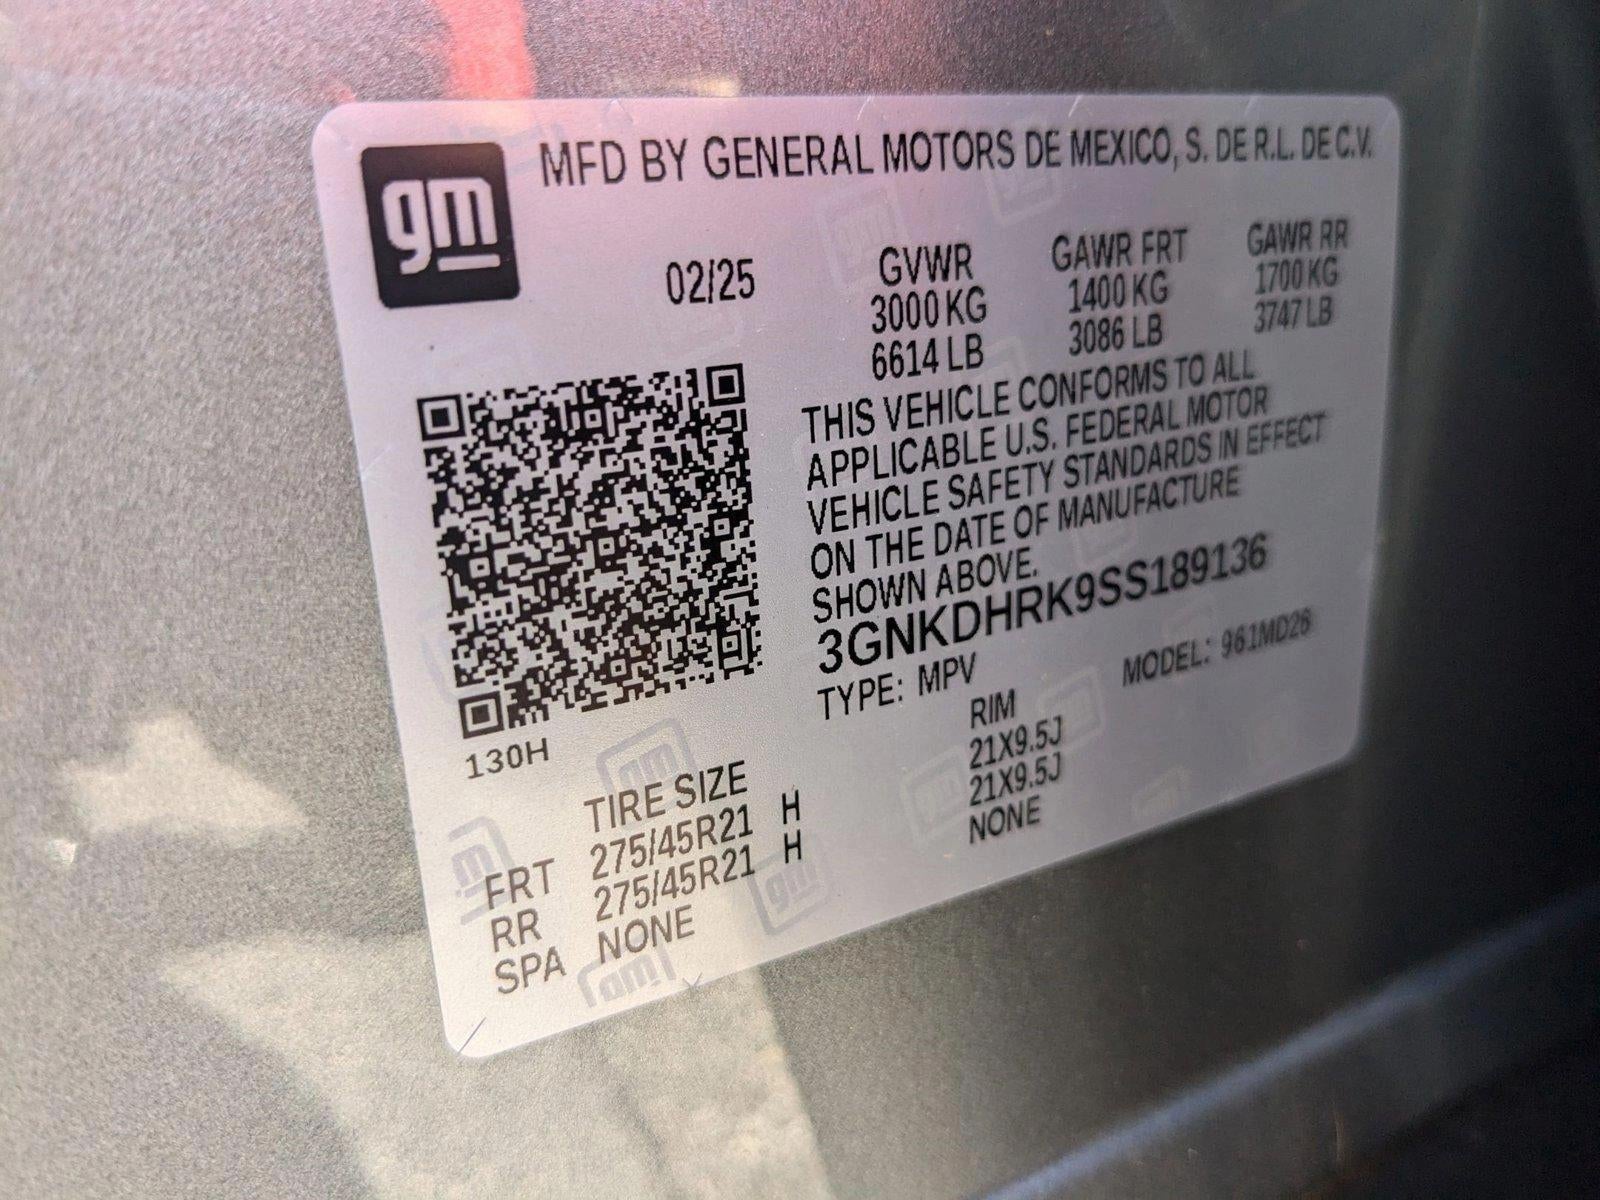 gm
MFD BY GENERAL MOTORS DE MEXICO, S. DE R.L. DE C.V.
02/25
GVWR GAWR FRT GAWR RR
3000 KG 1400 KG 1700 KG
6614 LB 3086 LB 3747 LB
THIS VEHICLE CONFORMS TO ALL
APPLICABLE U.S. FEDERAL MOTOR
VEHICLE SAFETY STANDARDS IN EFFECT
ON THE DATE OF MANUFACTURE
SHOWN ABOVE.
3GNKDHRK9SS189136
TYPE: MPV MODEL: 961MD26
130H
TIRE SIZE RIM
FRT 275/45R21 H 21X9.5J
RR 275/45R21 H 21X9.5J
SPA NONE NONE